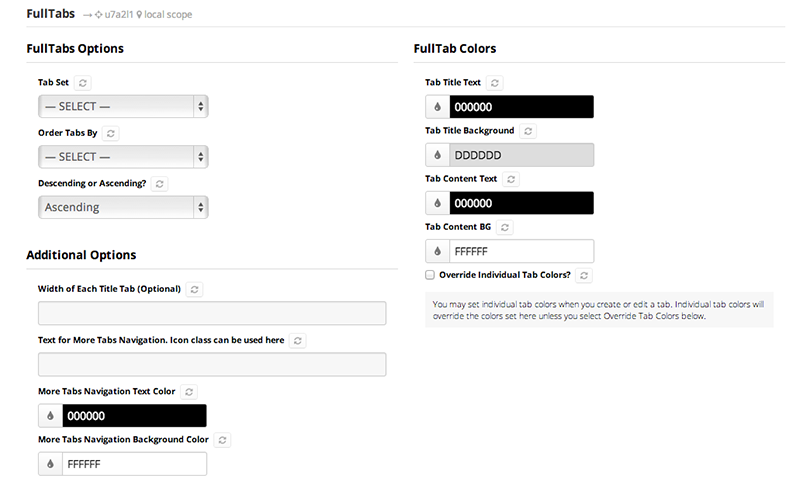 FullTabs → u7a2l1 local scope
FullTabs Options
Tab Set
— SELECT —
Order Tabs By
— SELECT —
Descending or Ascending?
Ascending
Additional Options
Width of Each Title Tab (Optional)
Text for More Tabs Navigation. Icon class can be used here
More Tabs Navigation Text Color
000000
More Tabs Navigation Background Color
FFFFFF
FullTab Colors
Tab Title Text
000000
Tab Title Background
DDDDDD
Tab Content Text
000000
Tab Content BG
FFFFFF
Override Individual Tab Colors?
You may set individual tab colors when you create or edit a tab. Individual tab colors will
override the colors set here unless you select Override Tab Colors below.